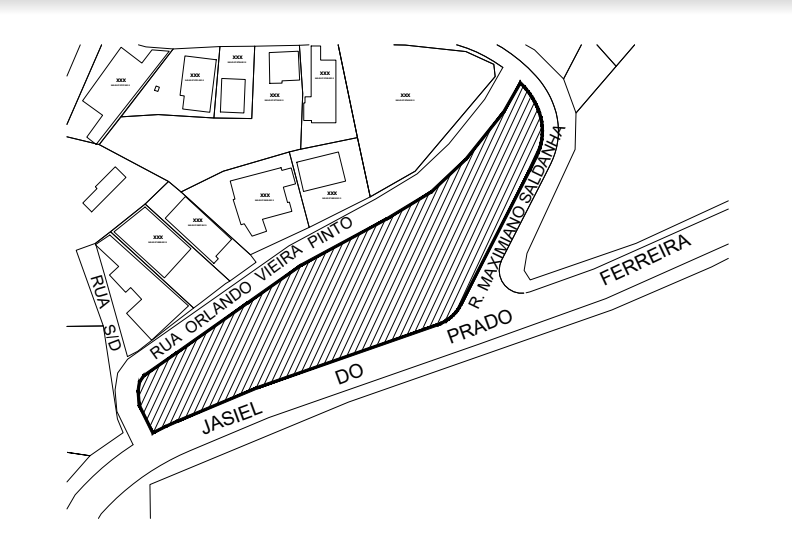 XXX
XXX
XXX
XXX
XXX
XXX
XXX
XXX
XXX
XXX
RUA ORLANDO VIEIRA PINTO
R. MAXIMIANO SALDANHA
RUA S/D
JASIEL DO PRADO FERREIRA